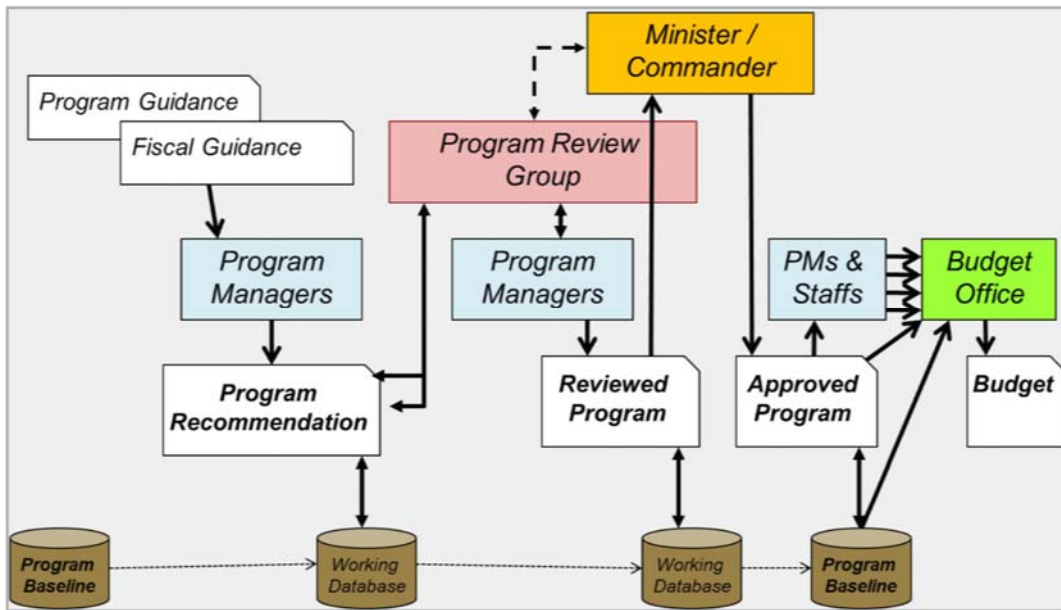 Minister /
Commander
Program Guidance
Fiscal Guidance
Program Review
Group
Program
Managers
Program
Managers
PMs &
Staffs
Budget
Office
Program
Recommendation
Reviewed
Program
Approved
Program
Budget
Program
Baseline
Working
Database
Working
Database
Program
Baseline